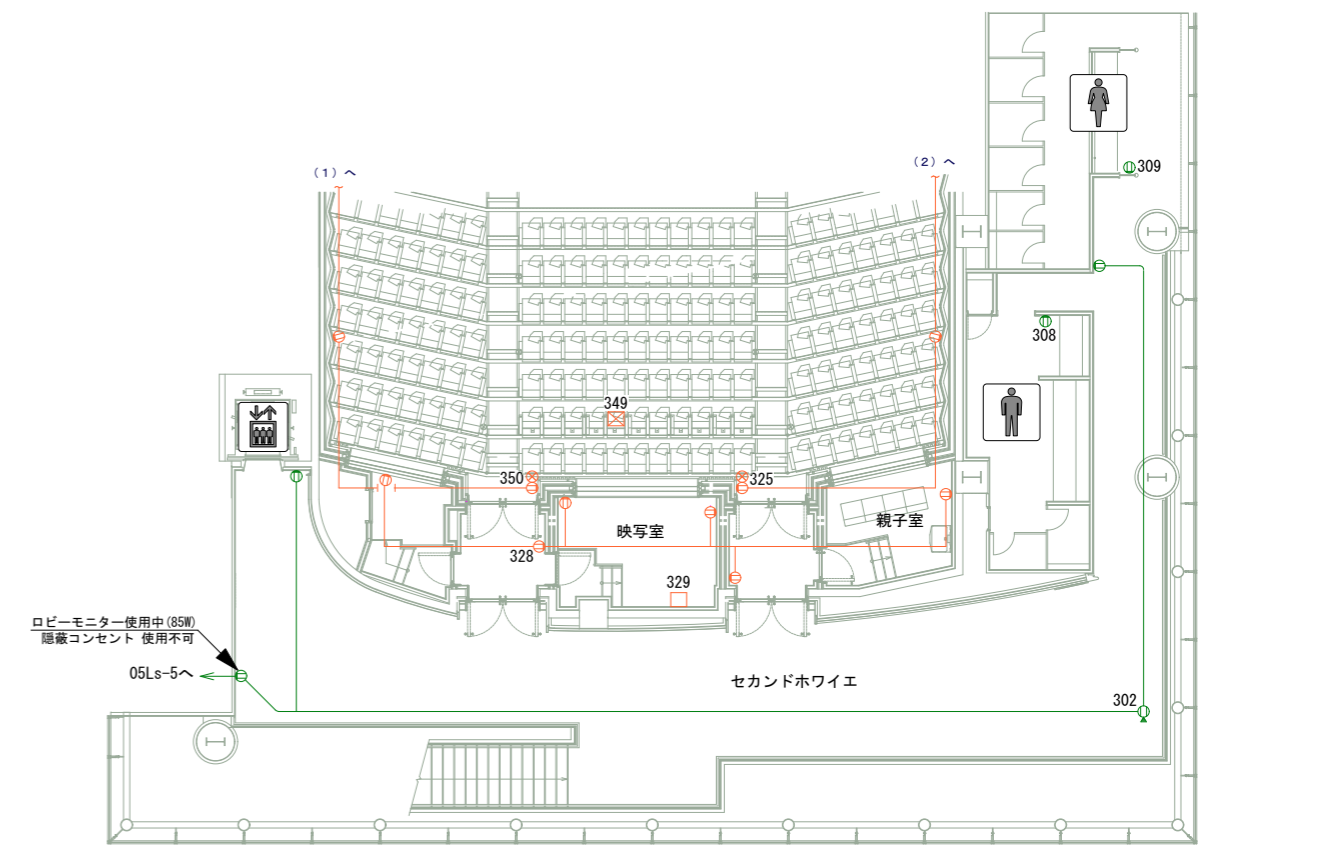 (1)へ
(2)へ
309
308
349
350
325
映写室
親子室
328
329
ロビーモニター使用中(85W)
隠蔽コンセント 使用不可
05Ls-5へ
セカンドホワイエ
302